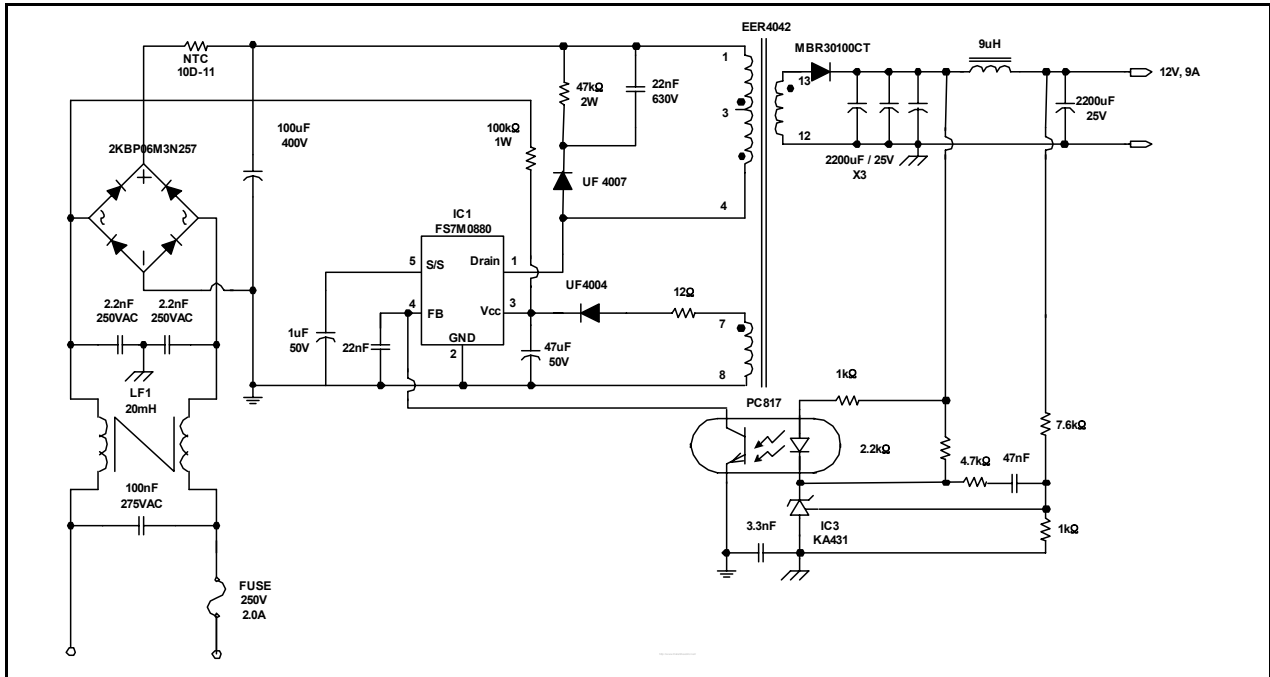 EER4042
MBR30100CT
9uH
12V, 9A
NTC
10D-11
1
13
47kΩ
2W
22nF
630V
3
2200uF
25V
100uF
400V
100kΩ
1W
12
2200uF / 25V
X3
2KBP06M3N257
UF 4007
4
IC1
FS7M0880
5
S/S
Drain
1
UF4004
12Ω
2.2nF
250VAC
2.2nF
250VAC
4
FB
Vcc
3
7
1uF
50V
22nF
GND
2
47uF
50V
8
LF1
20mH
1kΩ
PC817
7.6kΩ
2.2kΩ
4.7kΩ
47nF
100nF
275VAC
3.3nF
IC3
KA431
1kΩ
FUSE
250V
2.0A